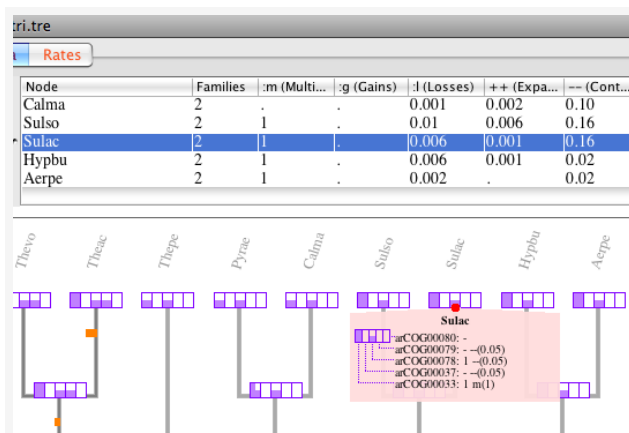 tri.tre
Rates
Node Families :m (Multi... :g (Gains) :l (Losses) ++ (Expa... -- (Cont...
Calma 2 . . 0.001 0.002 0.10
Sulso 2 1 . 0.01 0.006 0.16
Sulac 2 1 . 0.006 0.001 0.16
Hypbu 2 1 . 0.006 0.001 0.02
Aerpe 2 1 . 0.002 . 0.02
Thevo Theac Thepe Pyrae Calma Sulso Sulac Hypbu Aerpe
Sulac
arCOG00080: -
arCOG00079: - --(0.05)
arCOG00078: 1 --(0.05)
arCOG00037: - --(0.05)
arCOG00033: 1 m(1)